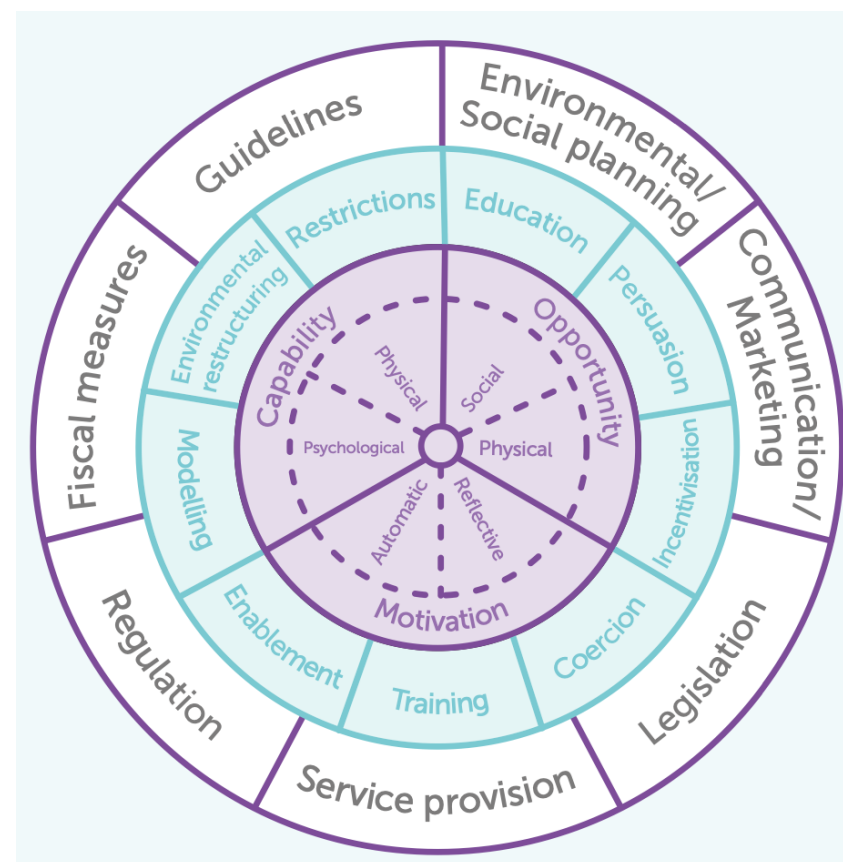 Guidelines
Environmental/
Social planning
Communication/
Marketing
Legislation
Service provision
Regulation
Fiscal measures
Restrictions
Education
Persuasion
Incentivisation
Coercion
Training
Enablement
Modelling
Environmental
restructuring
Capability
Opportunity
Motivation
Physical
Social
Psychological
Physical
Automatic
Reflective